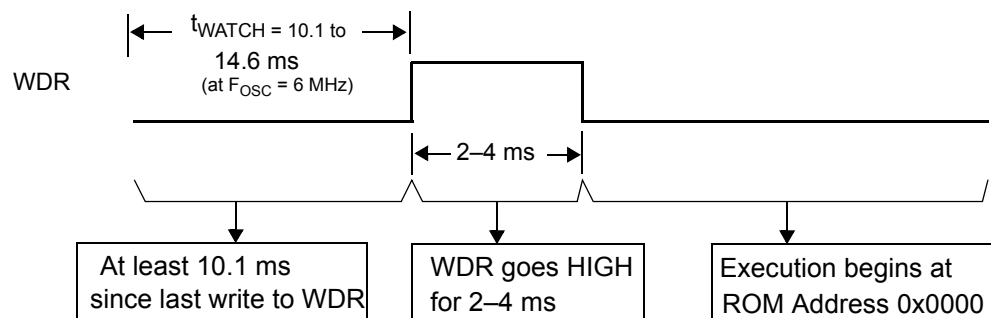 tWATCH = 10.1 to
14.6 ms
(at FOSC = 6 MHz)
WDR
2–4 ms
At least 10.1 ms
since last write to WDR
WDR goes HIGH
for 2–4 ms
Execution begins at
ROM Address 0x0000